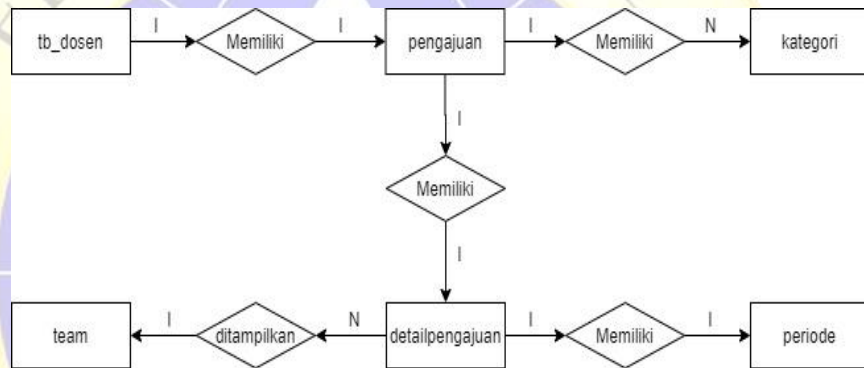 I I I N
tb_dosen Memiliki pengajuan Memiliki kategori
I
Memiliki
I
I N I I
team ditampilkan detailpengajuan Memiliki periode